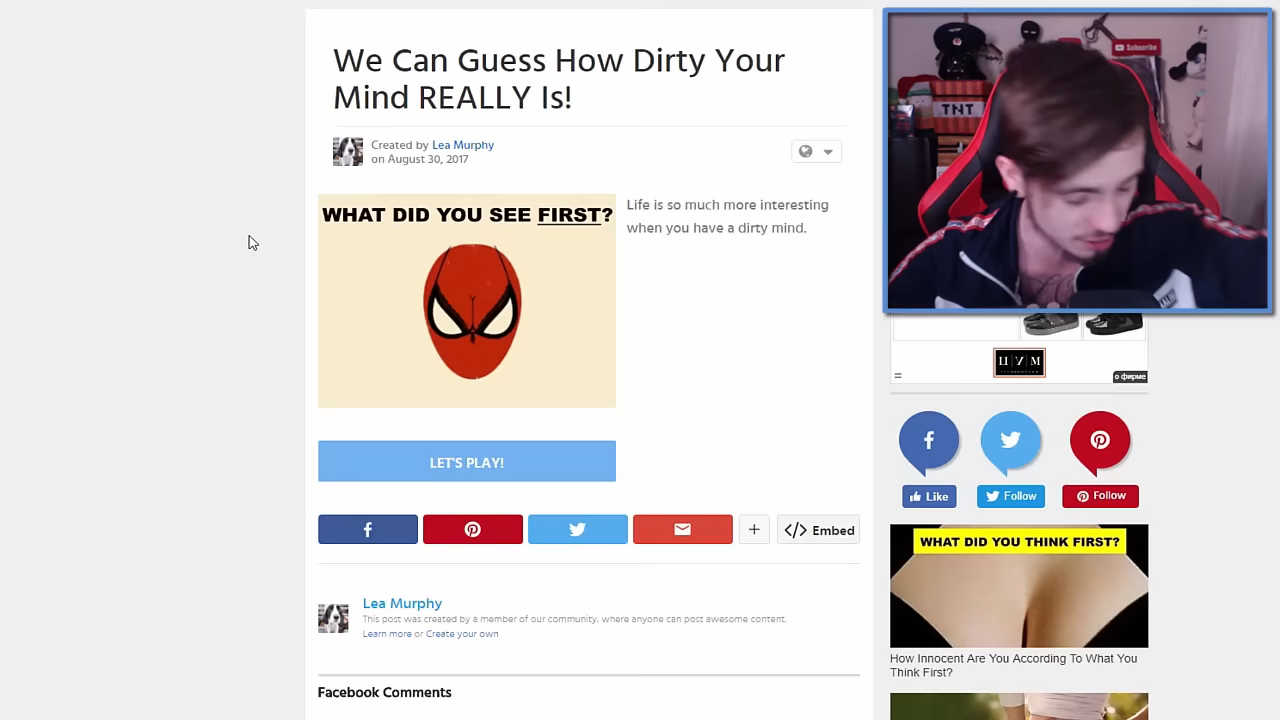 We Can Guess How Dirty Your
Mind REALLY Is!
Created by Lea Murphy
on August 30, 2017
WHAT DID YOU SEE FIRST?
Life is so much more interesting
when you have a dirty mind.
LET'S PLAY!
Embed
Lea Murphy
This post was created by a member of our community, where anyone can post awesome content.
Learn more or Create your own
Facebook Comments
Subscribe
TNT
ЦУМ
о фирме
Like
Follow
Follow
WHAT DID YOU THINK FIRST?
How Innocent Are You According To What You
Think First?